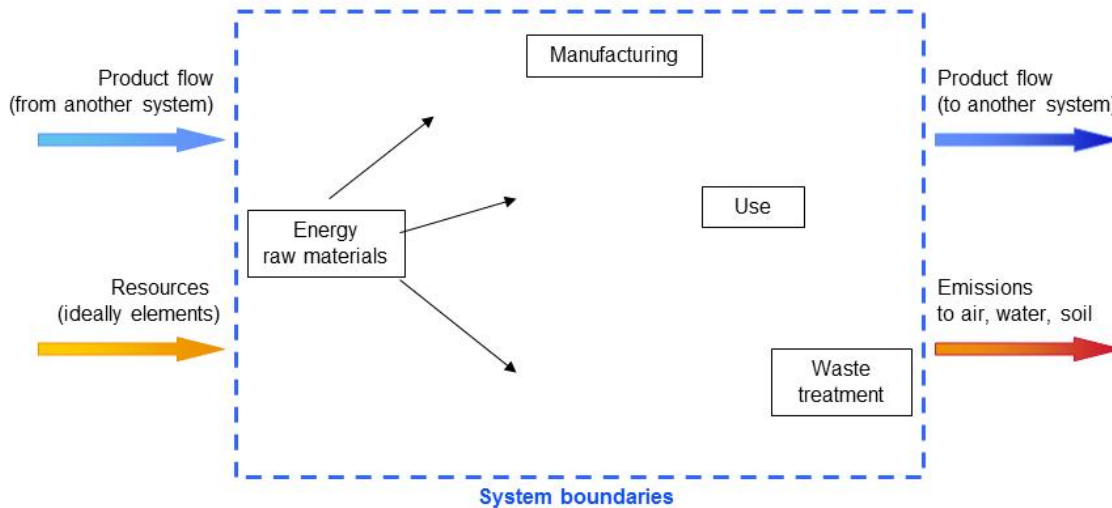 Manufacturing
Product flow
(from another system)
Product flow
(to another system)
Use
Energy
raw materials
Resources
(ideally elements)
Emissions
to air, water, soil
Waste
treatment
System boundaries